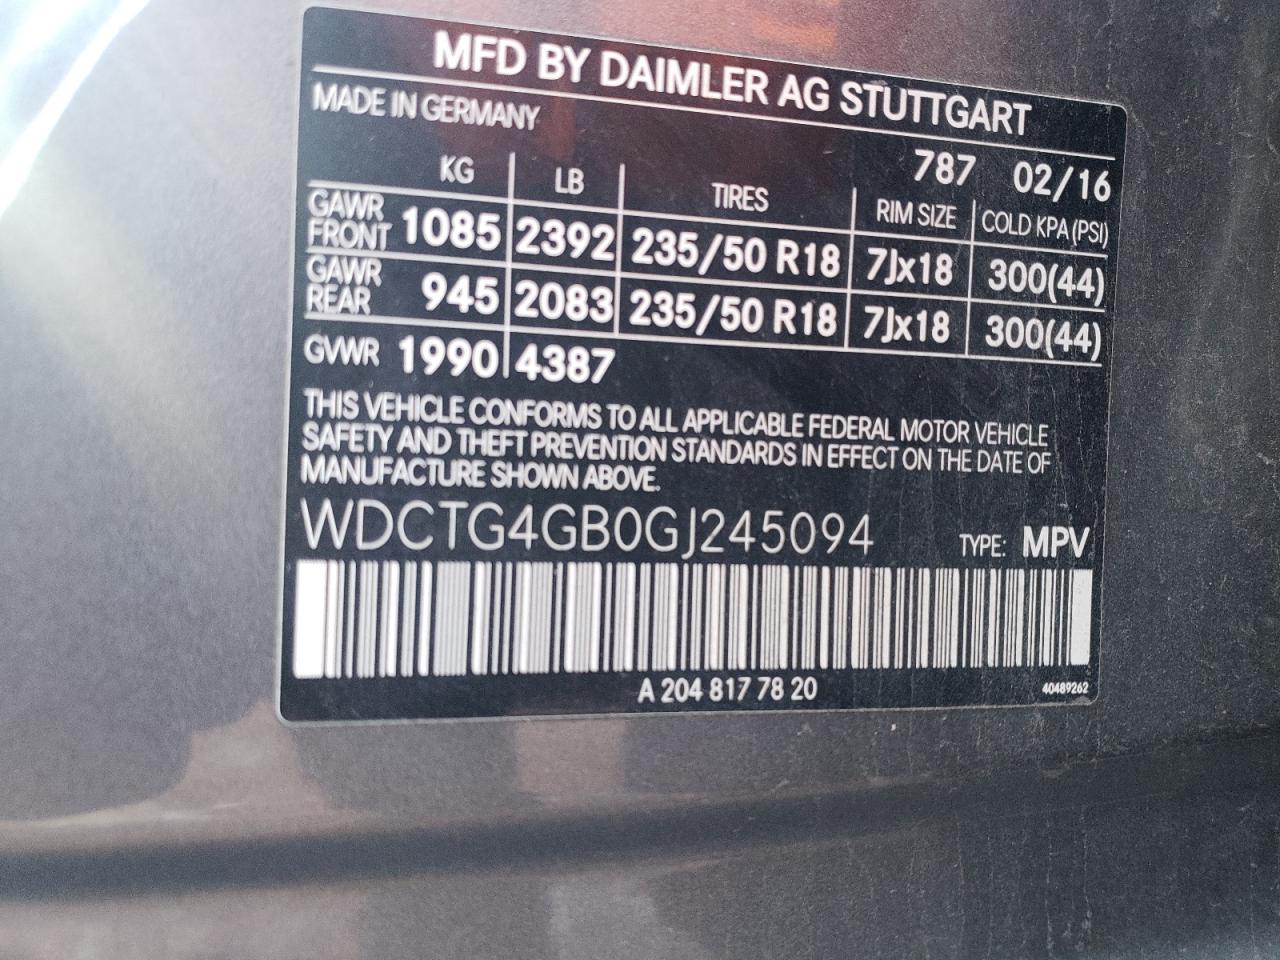 MFD BY DAIMLER AG STUTTGART
MADE IN GERMANY
787 02/16
KG LB TIRES RIM SIZE COLD KPA (PSI)
GAWR FRONT 1085 2392 235/50 R18 7Jx18 300(44)
GAWR REAR 945 2083 235/50 R18 7Jx18 300(44)
GVWR 1990 4387
THIS VEHICLE CONFORMS TO ALL APPLICABLE FEDERAL MOTOR VEHICLE
SAFETY AND THEFT PREVENTION STANDARDS IN EFFECT ON THE DATE OF
MANUFACTURE SHOWN ABOVE.
WDCTG4GB0GJ245094 TYPE: MPV
A 204 817 78 20 40489262